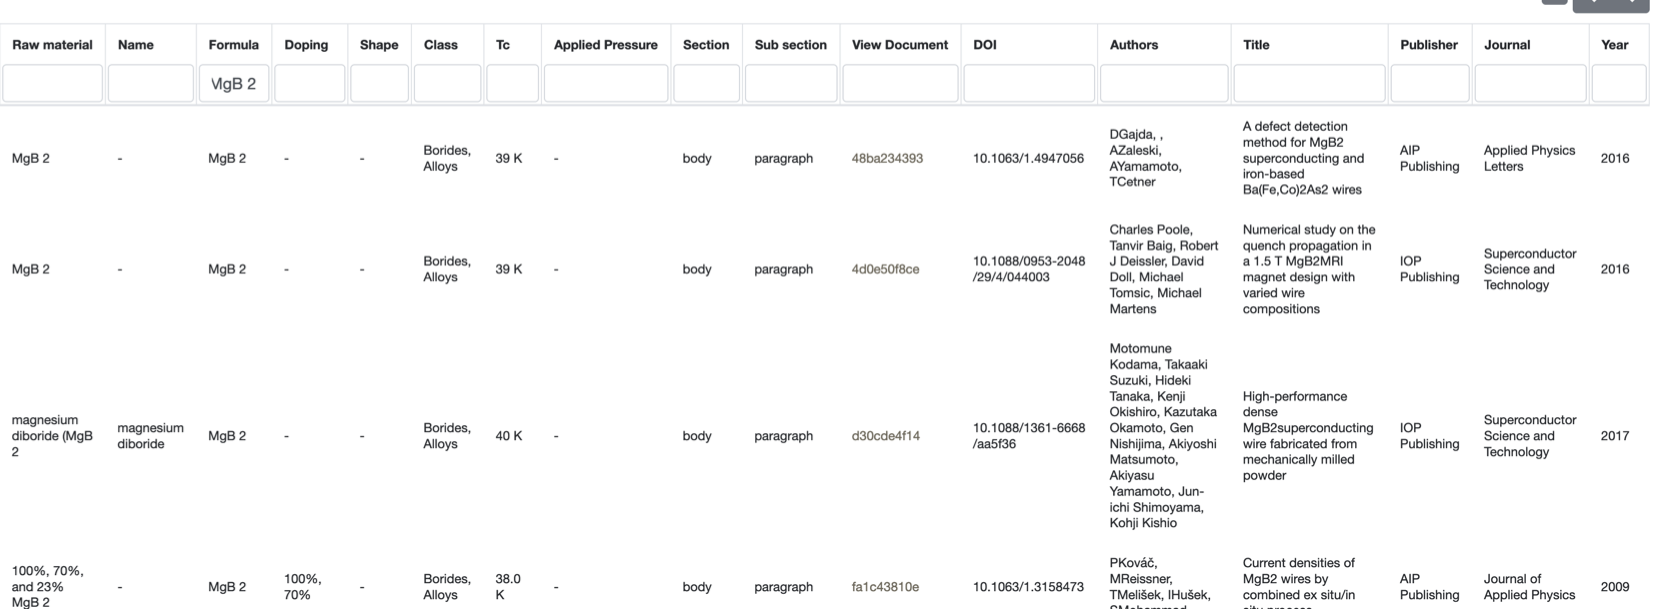 Raw material Name Formula Doping Shape Class Tc Applied Pressure Section Sub section View Document DOI Authors Title Publisher Journal Year
MgB 2
MgB 2 - MgB 2 - - Borides, Alloys 39 K - body paragraph 48ba234393 10.1063/1.4947056 DGajda, , AZaleski, AYamamoto, TCetner A defect detection method for MgB2 superconducting and iron-based Ba(Fe,Co)2As2 wires AIP Publishing Applied Physics Letters 2016
MgB 2 - MgB 2 - - Borides, Alloys 39 K - body paragraph 4d0e50f8ce 10.1088/0953-2048/29/4/044003 Charles Poole, Tanvir Baig, Robert J Deissler, David Doll, Michael Tomsic, Michael Martens Numerical study on the quench propagation in a 1.5 T MgB2MRI magnet design with varied wire compositions IOP Publishing Superconductor Science and Technology 2016
magnesium diboride (MgB 2 magnesium diboride MgB 2 - - Borides, Alloys 40 K - body paragraph d30cde4f14 10.1088/1361-6668/aa5f36 Motomune Kodama, Takaaki Suzuki, Hideki Tanaka, Kenji Okishiro, Kazutaka Okamoto, Gen Nishijima, Akiyoshi Matsumoto, Akiyasu Yamamoto, Jun-ichi Shimoyama, Kohji Kishio High-performance dense MgB2superconducting wire fabricated from mechanically milled powder IOP Publishing Superconductor Science and Technology 2017
100%, 70%, and 23% MgB 2 - MgB 2 100%, 70% - Borides, Alloys 38.0 K - body paragraph fa1c43810e 10.1063/1.3158473 PKováč, MReissner, TMelišek, IHušek, Current densities of MgB2 wires by combined ex situ/in AIP Publishing Journal of Applied Physics 2009